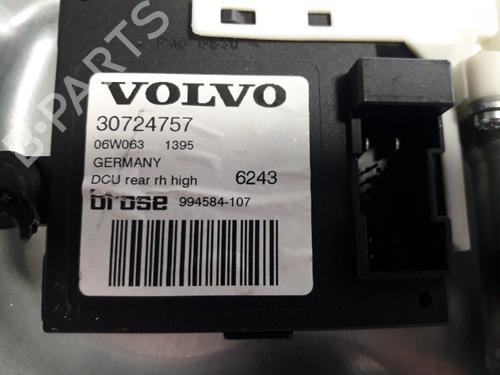 B-PARTS
VOLVO
30724757
06W063 1395
GERMANY
DCU rear rh high 6243
brose 994584-107